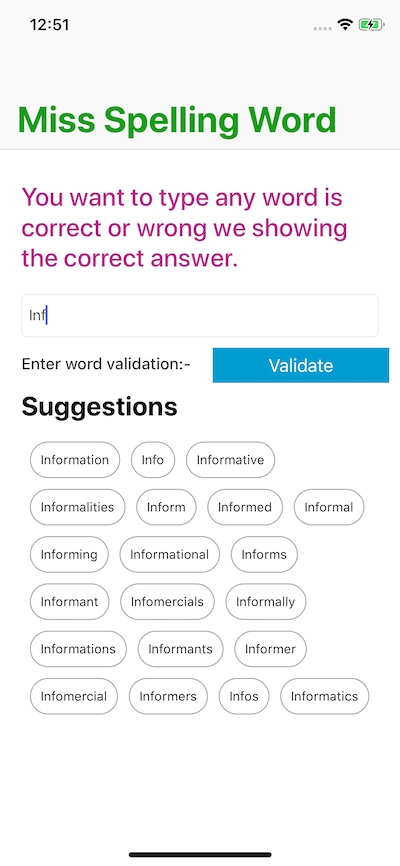 12:51
Miss Spelling Word
You want to type any word is
correct or wrong we showing
the correct answer.
Inf
Enter word validation:- Validate
Suggestions
Information Info Informative
Informalities Inform Informed Informal
Informing Informational Informs
Informant Infomercials Informally
Informations Informants Informer
Infomercial Informers Infos Informatics